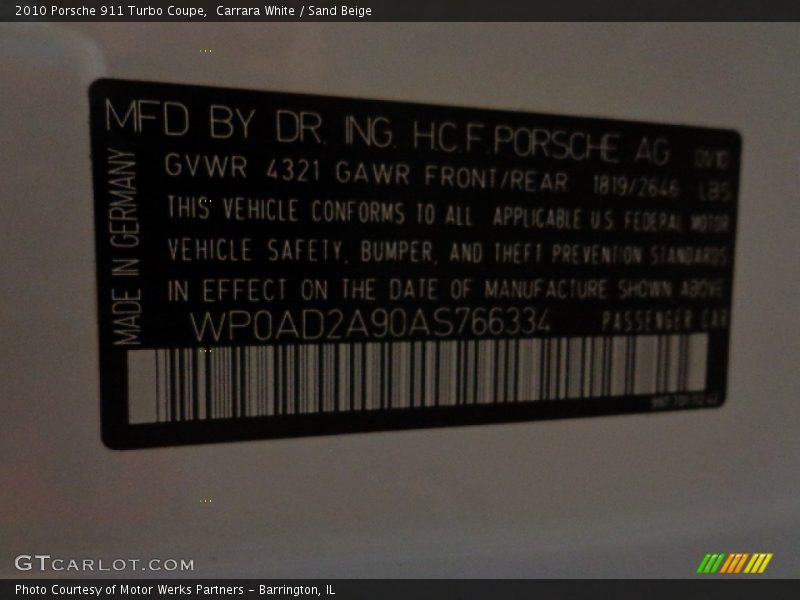 2010 Porsche 911 Turbo Coupe,  Carrara White / Sand Beige
MFD BY DR. ING. H.C.F. PORSCHE AG 01/10
GVWR 4321 GAWR FRONT/REAR 1819/2646 LBS
THIS VEHICLE CONFORMS TO ALL APPLICABLE U.S. FEDERAL MOTOR
VEHICLE SAFETY, BUMPER, AND THEFT PREVENTION STANDARDS
IN EFFECT ON THE DATE OF MANUFACTURE SHOWN ABOVE
WP0AD2A90AS766334 PASSENGER CAR
MADE IN GERMANY
GTCARLOT.COM
Photo Courtesy of Motor Werks Partners - Barrington, IL